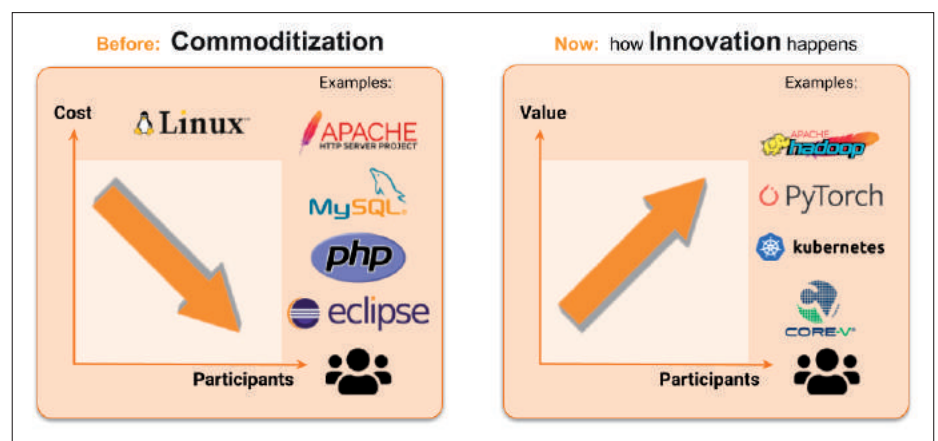 Before: Commoditization
Examples:
Cost
Linux
APACHE
HTTP SERVER PROJECT
MySQL®
php
eclipse
Participants
Now: how Innovation happens
Examples:
Value
APACHE
hadoop
PyTorch
kubernetes
CORE-V®
Participants